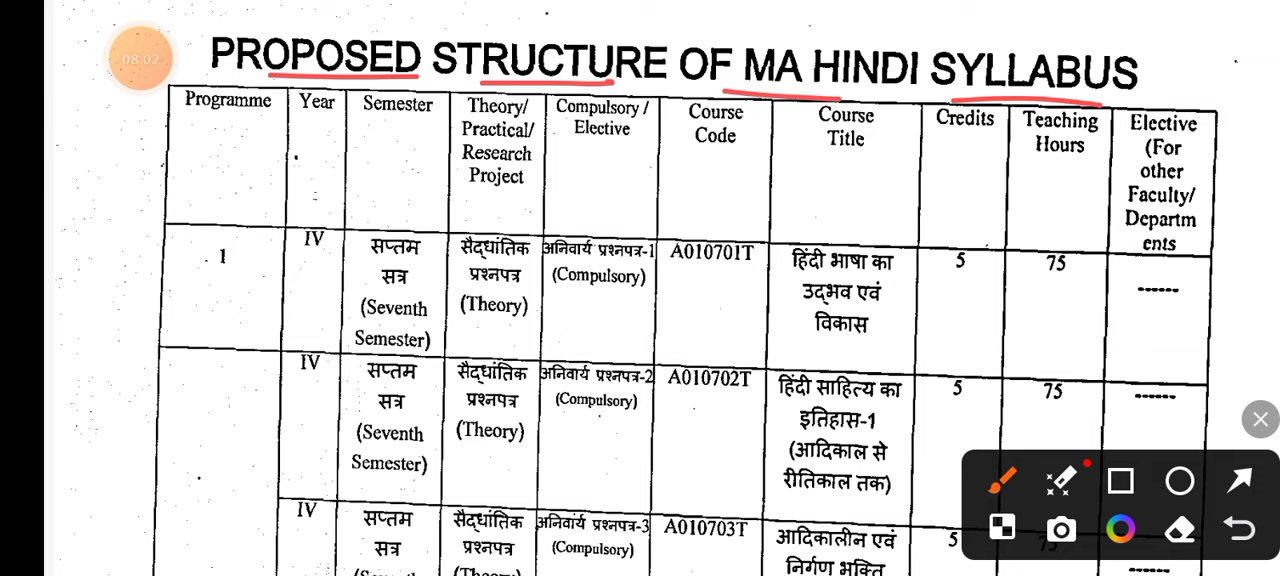 08:02
PROPOSED STRUCTURE OF MA HINDI SYLLABUS
Programme Year Semester Theory/ Practical/ Research Project Compulsory / Elective Course Code Course Title Credits Teaching Hours Elective (For other Faculty/ Departm ents
1 IV सप्तम सत्र (Seventh Semester) सैद्धांतिक प्रश्नपत्र (Theory) अनिवार्य प्रश्नपत्र-1 (Compulsory) A010701T हिंदी भाषा का उद्भव एवं विकास 5 75 ------
IV सप्तम सत्र (Seventh Semester) सैद्धांतिक प्रश्नपत्र (Theory) अनिवार्य प्रश्नपत्र-2 (Compulsory) A010702T हिंदी साहित्य का इतिहास-1 (आदिकाल से रीतिकाल तक) 5 75 ------
IV सप्तम सत्र सैद्धांतिक प्रश्नपत्र अनिवार्य प्रश्नपत्र-3 (Compulsory) A010703T आदिकालीन एवं निर्गुण भक्ति 5 75 ------